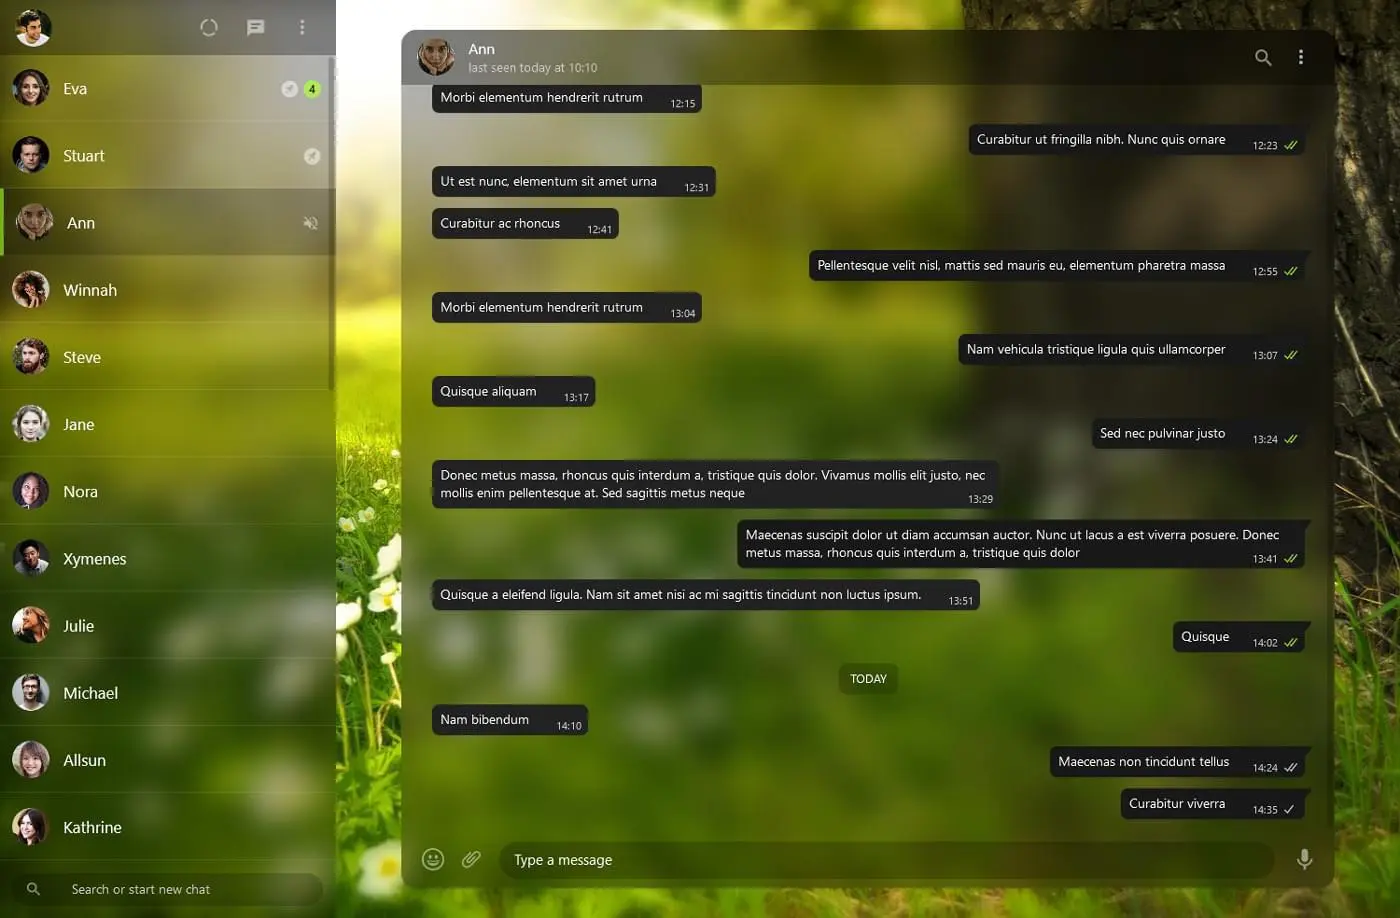 Eva
4
Stuart
Ann
Winnah
Steve
Jane
Nora
Xymenes
Julie
Michael
Allsun
Kathrine
Search or start new chat
Ann
last seen today at 10:10
Morbi elementum hendrerit rutrum 12:15
Curabitur ut fringilla nibh. Nunc quis ornare 12:23
Ut est nunc, elementum sit amet urna 12:31
Curabitur ac rhoncus 12:41
Pellentesque velit nisl, mattis sed mauris eu, elementum pharetra massa 12:55
Morbi elementum hendrerit rutrum 13:04
Nam vehicula tristique ligula quis ullamcorper 13:07
Quisque aliquam 13:17
Sed nec pulvinar justo 13:24
Donec metus massa, rhoncus quis interdum a, tristique quis dolor. Vivamus mollis elit justo, nec
mollis enim pellentesque at. Sed sagittis metus neque 13:29
Maecenas suscipit dolor ut diam accumsan auctor. Nunc ut lacus a est viverra posuere. Donec
metus massa, rhoncus quis interdum a, tristique quis dolor 13:41
Quisque a eleifend ligula. Nam sit amet nisi ac mi sagittis tincidunt non luctus ipsum. 13:51
Quisque 14:02
TODAY
Nam bibendum 14:10
Maecenas non tincidunt tellus 14:24
Curabitur viverra 14:35
Type a message